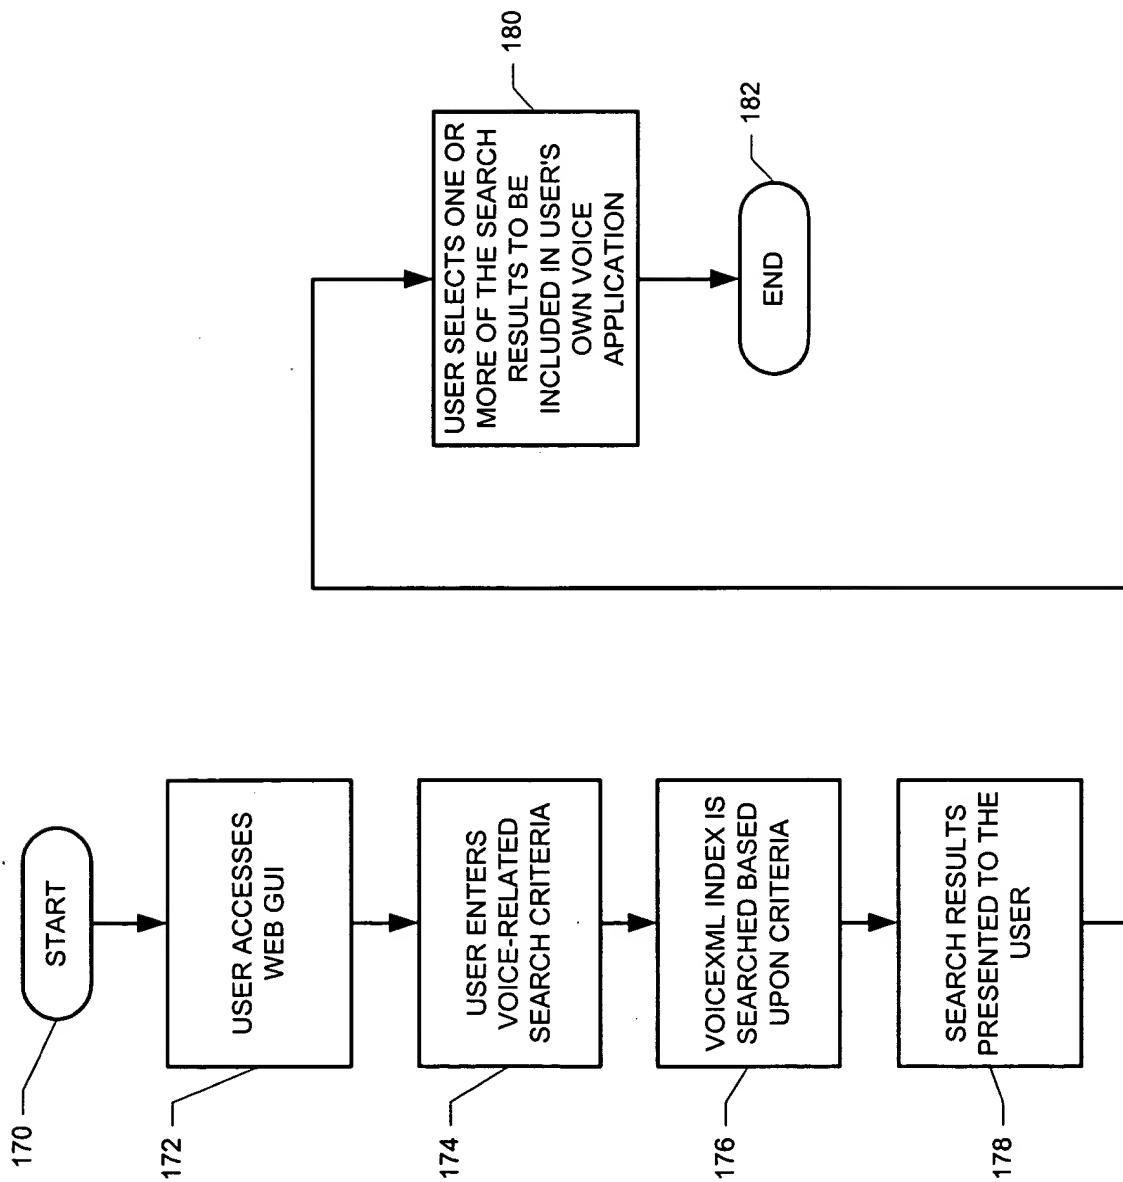 170
START
172
USER ACCESSES
WEB GUI
174
USER ENTERS
VOICE-RELATED
SEARCH CRITERIA
176
VOICEXML INDEX IS
SEARCHED BASED
UPON CRITERIA
178
SEARCH RESULTS
PRESENTED TO THE
USER
180
USER SELECTS ONE OR
MORE OF THE SEARCH
RESULTS TO BE
INCLUDED IN USER'S
OWN VOICE
APPLICATION
182
END